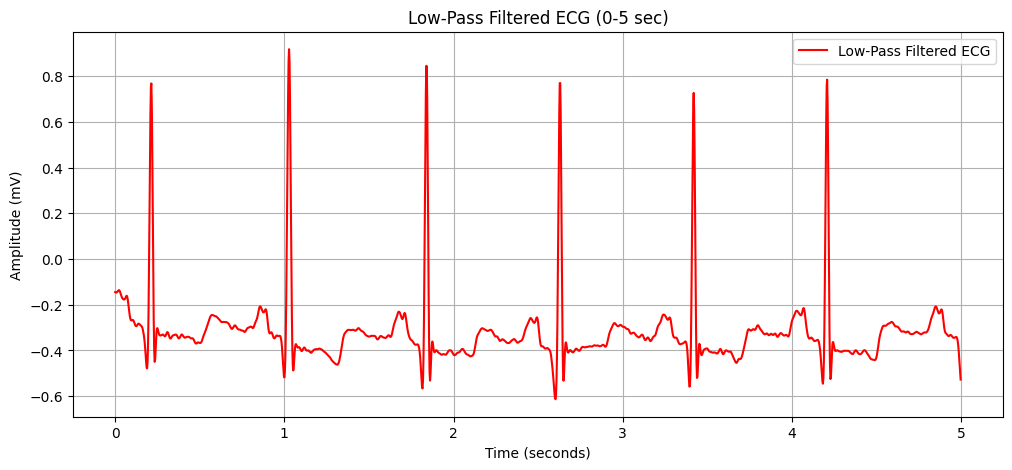 Low-Pass Filtered ECG (0-5 sec)
Low-Pass Filtered ECG
Amplitude (mV)
0.8
0.6
0.4
0.2
0.0
−0.2
−0.4
−0.6
0 1 2 3 4 5
Time (seconds)